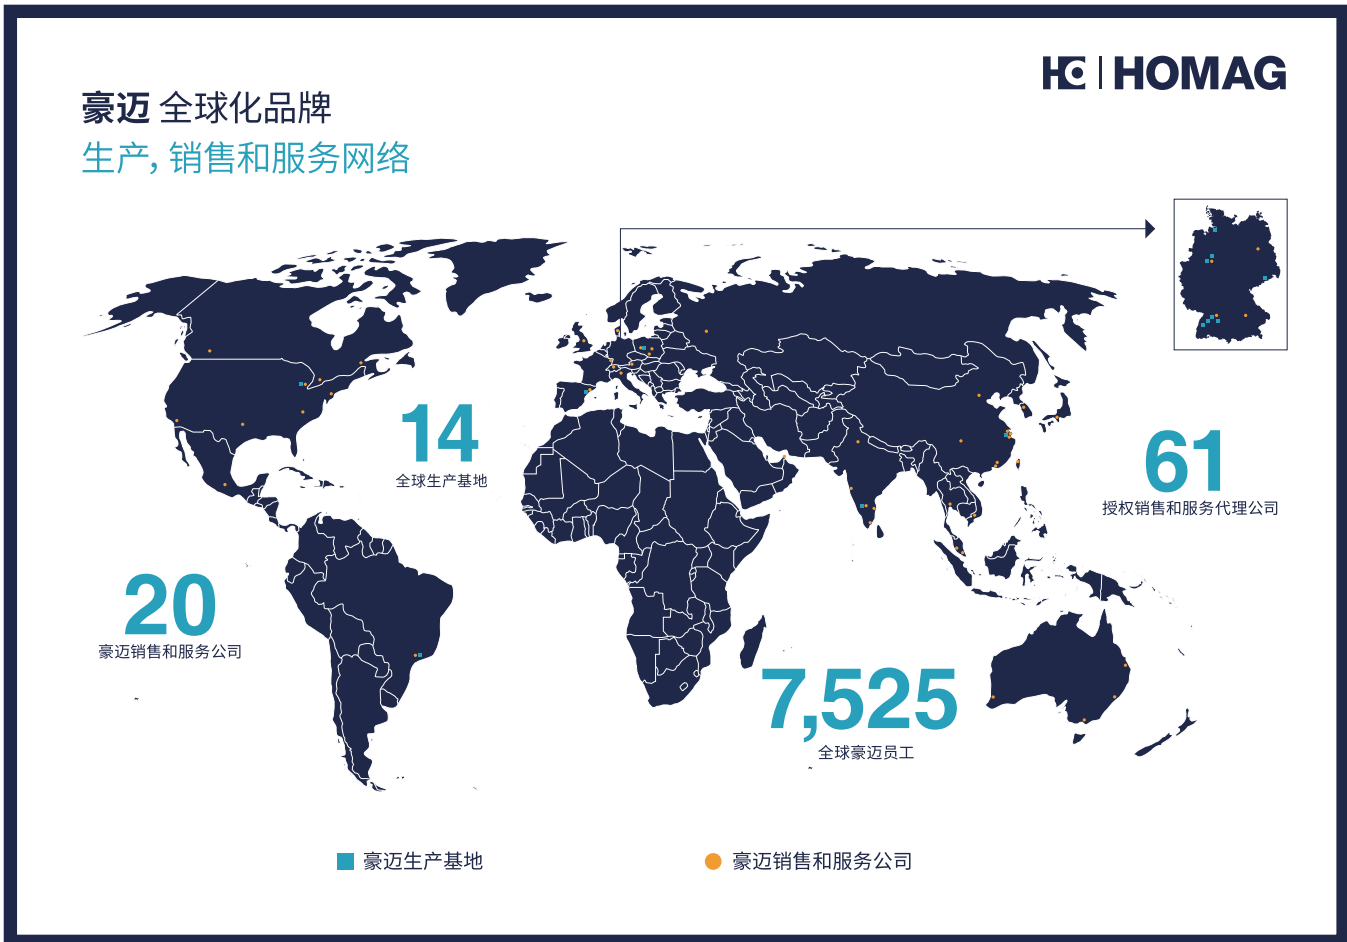 HOMAG
豪迈 全球化品牌
生产，销售和服务网络
14
全球生产基地
61
授权销售和服务代理公司
20
豪迈销售和服务公司
7,525
全球豪迈员工
豪迈生产基地
豪迈销售和服务公司